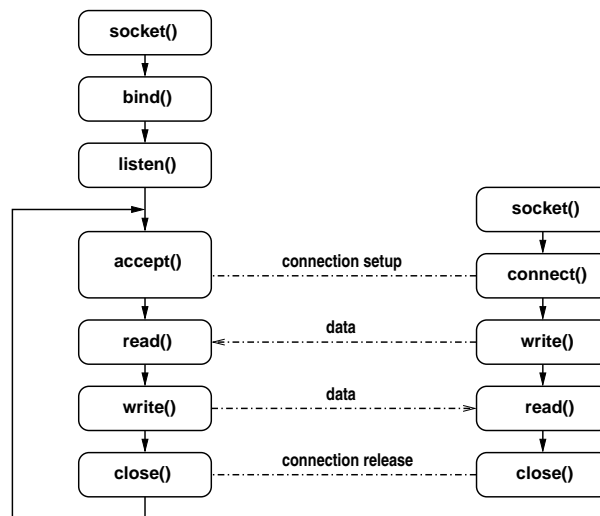 socket()
bind()
listen()
socket()
accept()
connection setup
connect()
read()
data
write()
write()
data
read()
close()
connection release
close()